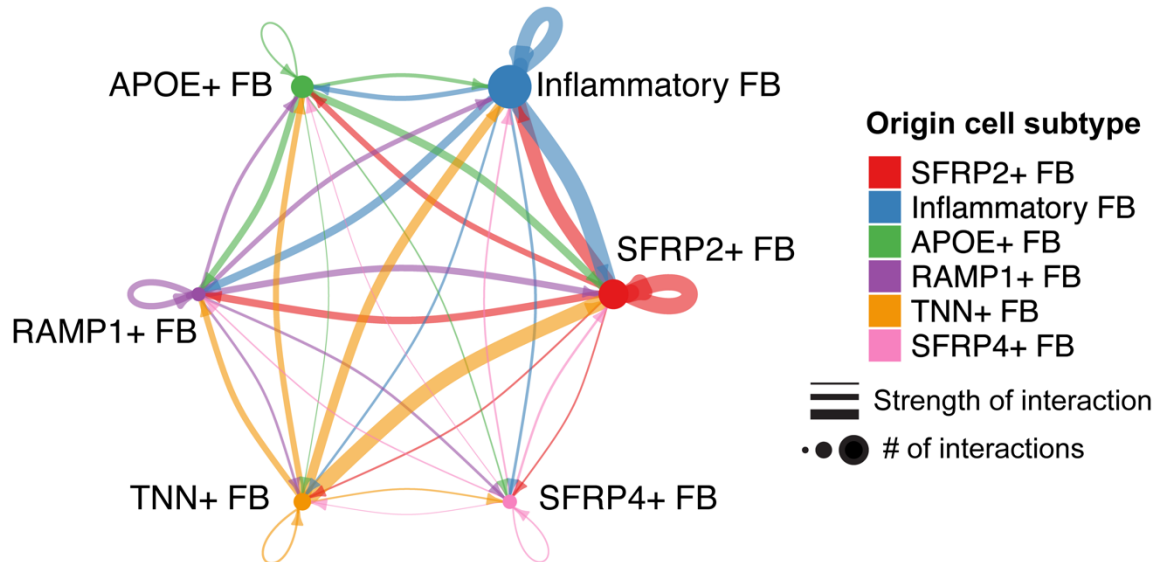 APOE+ FB
Inflammatory FB
SFRP2+ FB
RAMP1+ FB
TNN+ FB
SFRP4+ FB
Origin cell subtype
SFRP2+ FB
Inflammatory FB
APOE+ FB
RAMP1+ FB
TNN+ FB
SFRP4+ FB
Strength of interaction
# of interactions